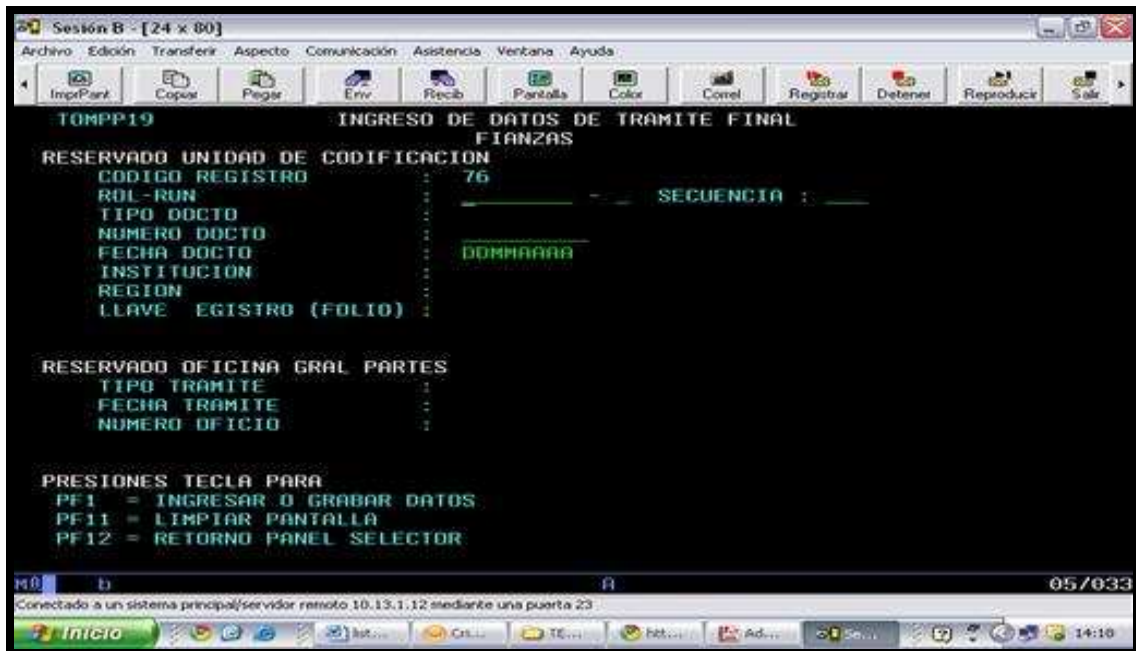 Sesión B - [24 x 80]
Archivo Edición Transferir Aspecto Comunicación Asistencia Ventana Ayuda
ImprPant Copiar Pegar Env Recib Pantalla Color Correl Registrar Detener Reproducir Salir
TOMPP19 INGRESO DE DATOS DE TRAMITE FINAL
FIANZAS
RESERVADO UNIDAD DE CODIFICACION
CODIGO REGISTRO : 76
ROL-RUN : - SECUENCIA :
TIPO DOCTO :
NUMERO DOCTO :
FECHA DOCTO : DDMMAAAA
INSTITUCION :
REGION :
LLAVE EGISTRO (FOLIO) :
RESERVADO OFICINA GRAL PARTES
TIPO TRAMITE :
FECHA TRAMITE :
NUMERO OFICIO :
PRESIONES TECLA PARA
PF1 = INGRESAR O GRABAR DATOS
PF11 = LIMPIAR PANTALLA
PF12 = RETORNO PANEL SELECTOR
b A 05/033
Conectado a un sistema principal/servidor remoto 10.13.1.12 mediante una puerta 23
Inicio list... TE... Ad... Se... 14:10